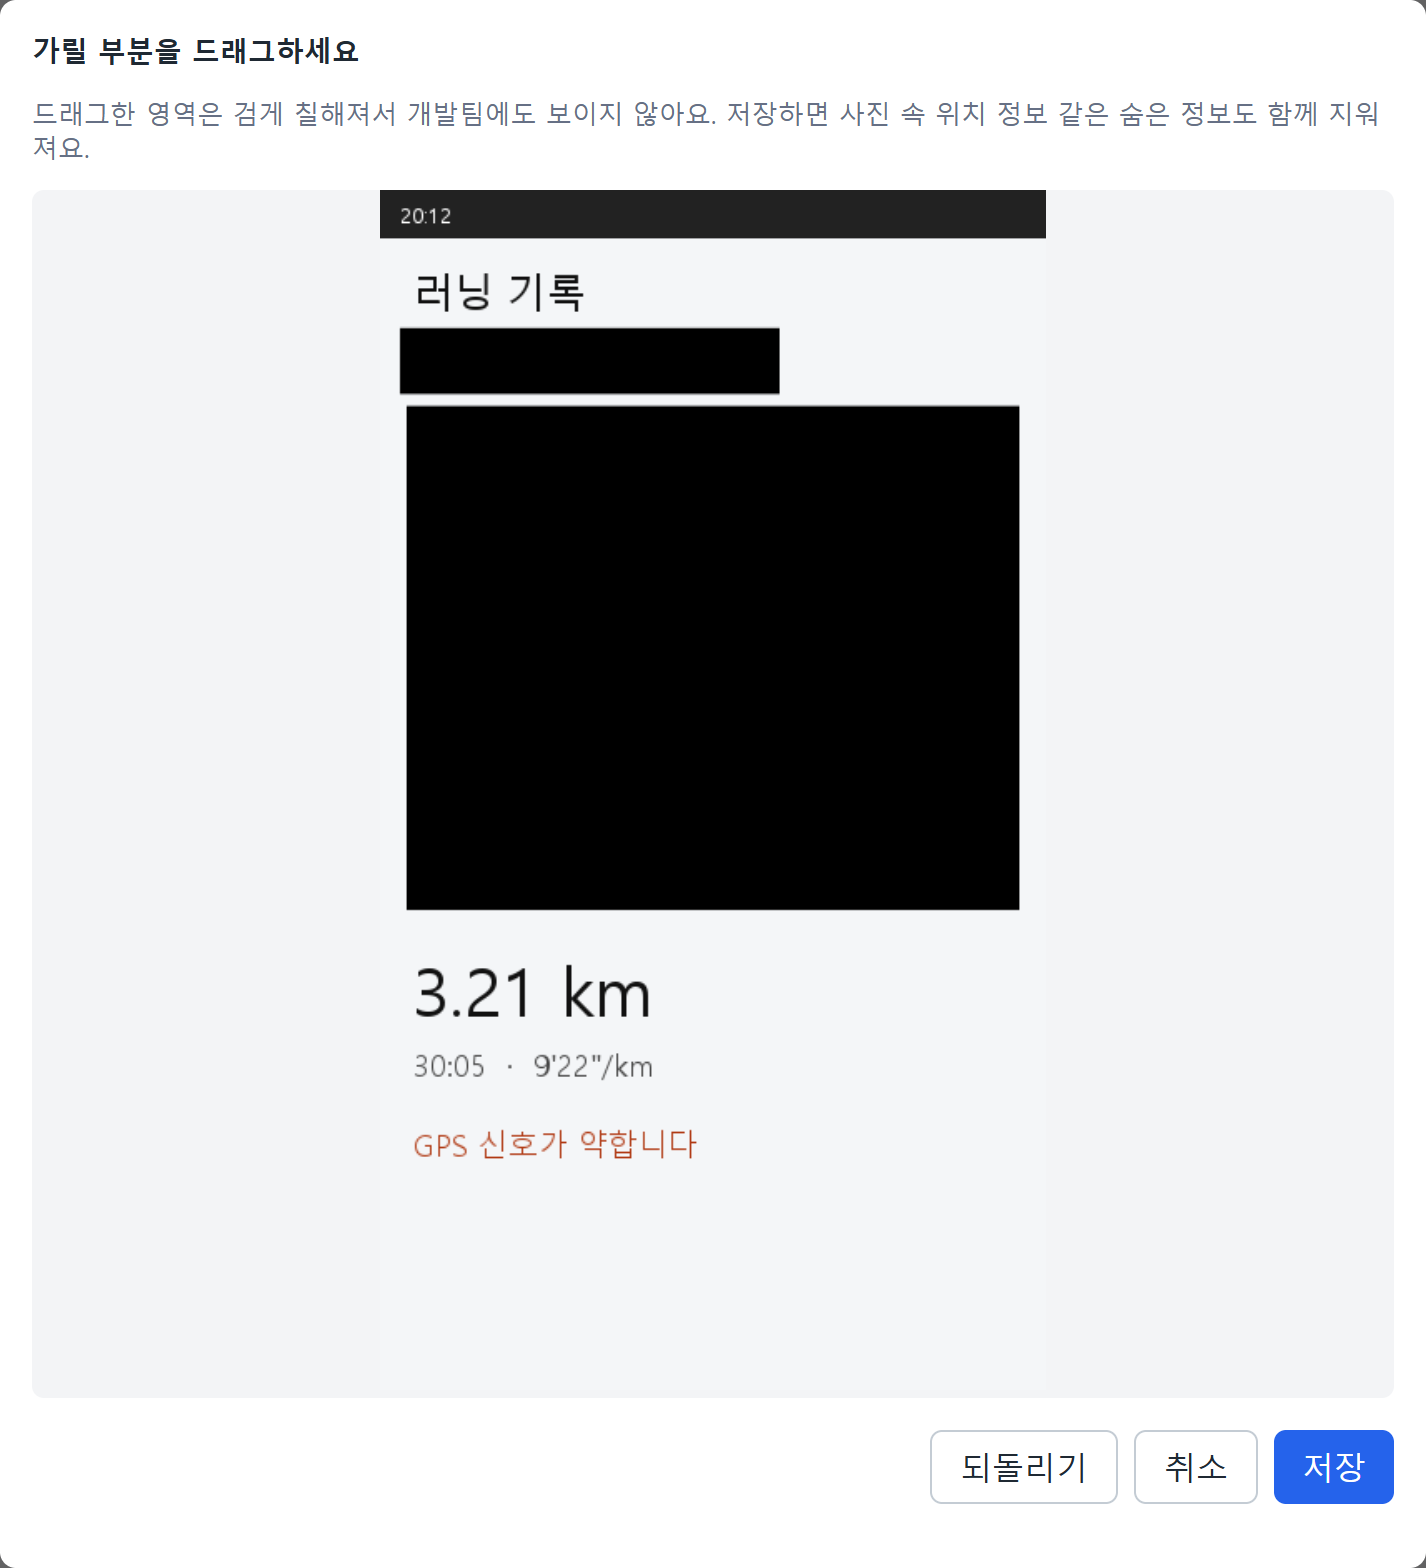 가릴 부분을 드래그하세요
드래그한 영역은 검게 칠해져서 개발팀에도 보이지 않아요. 저장하면 사진 속 위치 정보 같은 숨은 정보도 함께 지워
져요.
20:12
러닝 기록
3.21 km
30:05 · 9'22"/km
GPS 신호가 약합니다
되돌리기 취소 저장